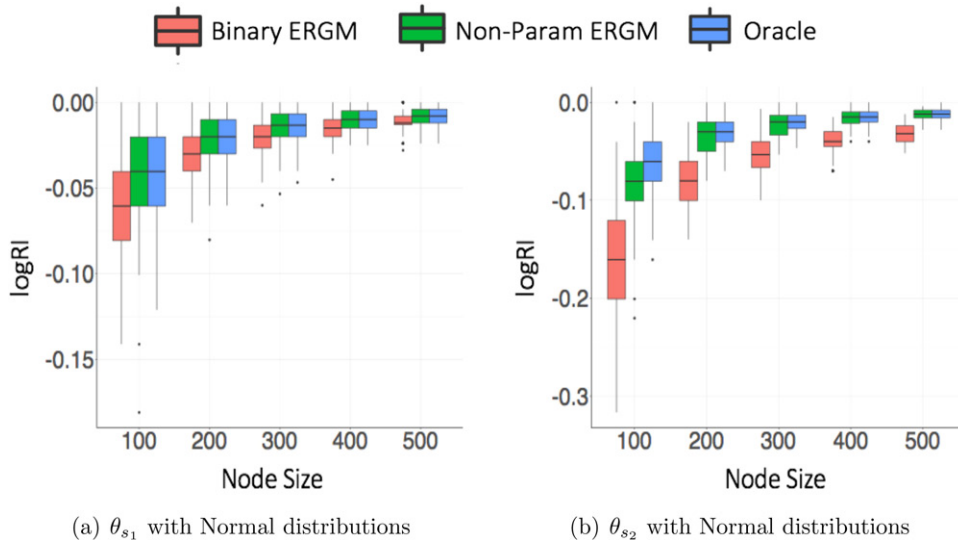 Binary ERGM Non-Param ERGM Oracle
0.00
-0.05
-0.10
-0.15
logRI
100 200 300 400 500
Node Size
(a) θs1 with Normal distributions
0.0
-0.1
-0.2
-0.3
logRI
100 200 300 400 500
Node Size
(b) θs2 with Normal distributions